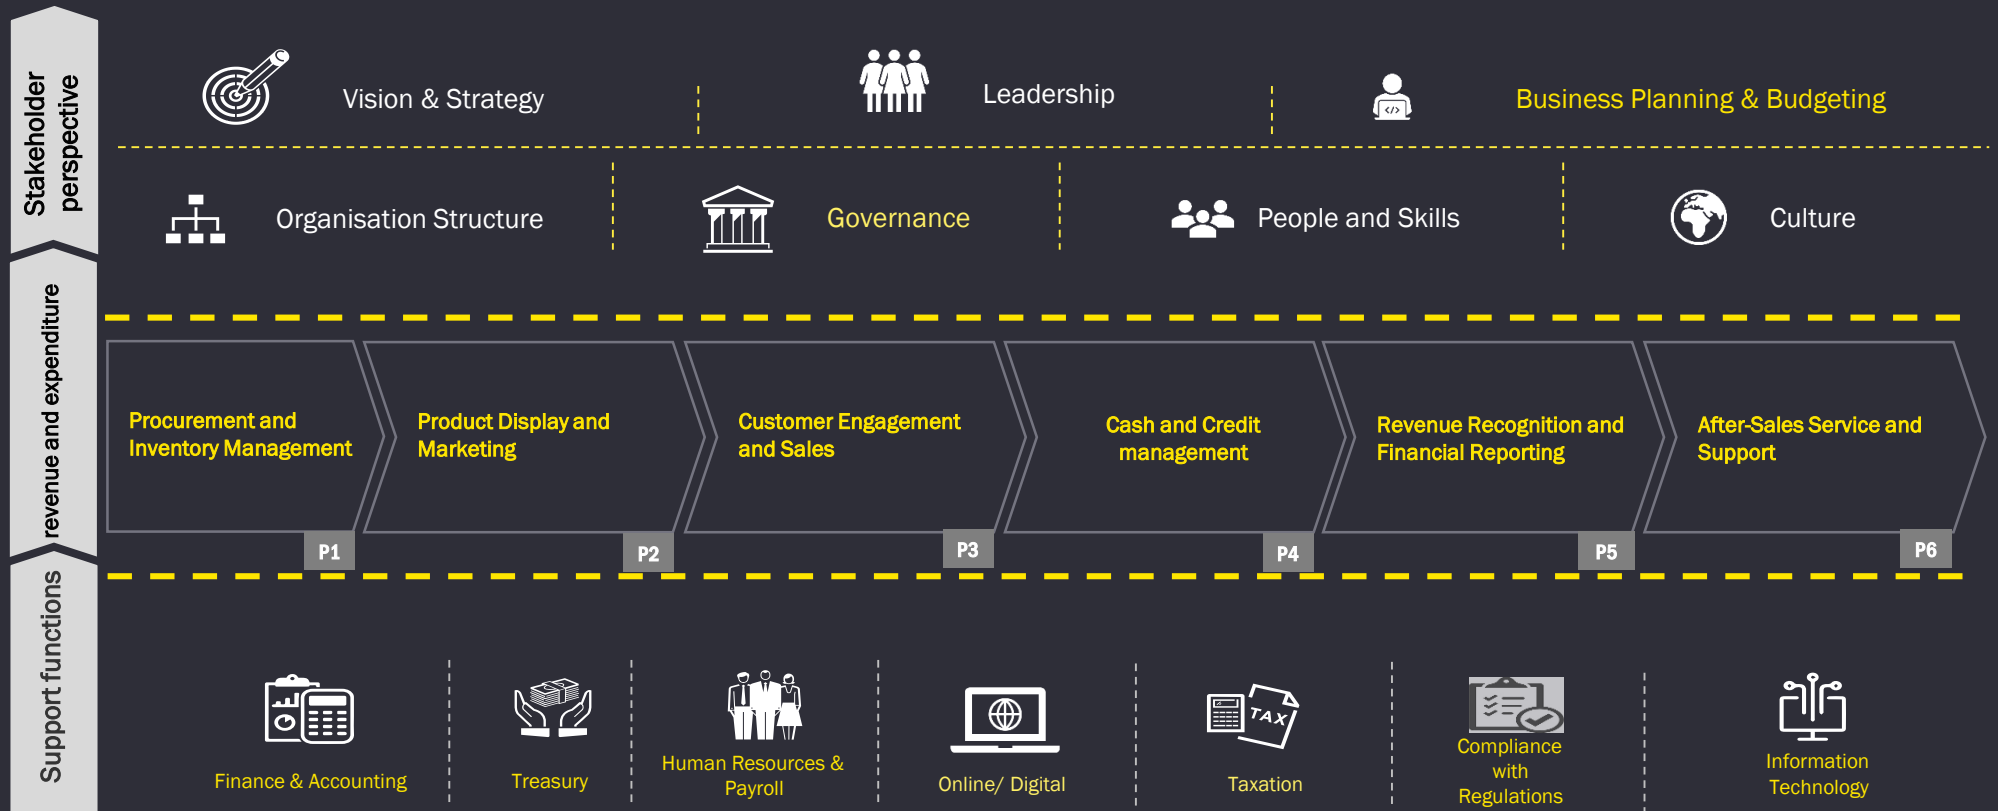 Stakeholder
perspective
Vision & Strategy
Leadership
</>
Business Planning & Budgeting
Organisation Structure
Governance
People and Skills
Culture
revenue and expenditure
Procurement and
Inventory Management
P1
Product Display and
Marketing
P2
Customer Engagement
and Sales
P3
Cash and Credit
management
P4
Revenue Recognition and
Financial Reporting
P5
After-Sales Service and
Support
P6
Support functions
Finance & Accounting
Treasury
Human Resources &
Payroll
Online/ Digital
TAX
Taxation
Compliance
with
Regulations
Information
Technology